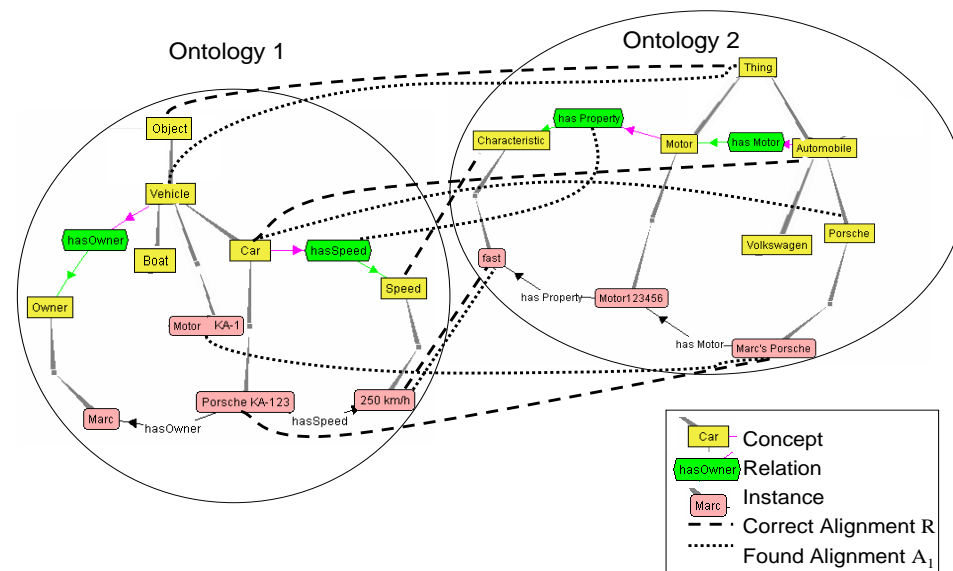 Ontology 1
Ontology 2
Thing
Object
has Property
Characteristic
Motor
has Motor
Automobile
Vehicle
hasOwner
Boat
Car
hasSpeed
Volkswagen
Porsche
Speed
fast
Owner
has Property
Motor123456
Motor KA-1
has Motor
Marc's Porsche
Porsche KA-123
250 km/h
Marc
hasOwner
hasSpeed
Car
Concept
hasOwner
Relation
Instance
Marc
Correct Alignment R
Found Alignment A1